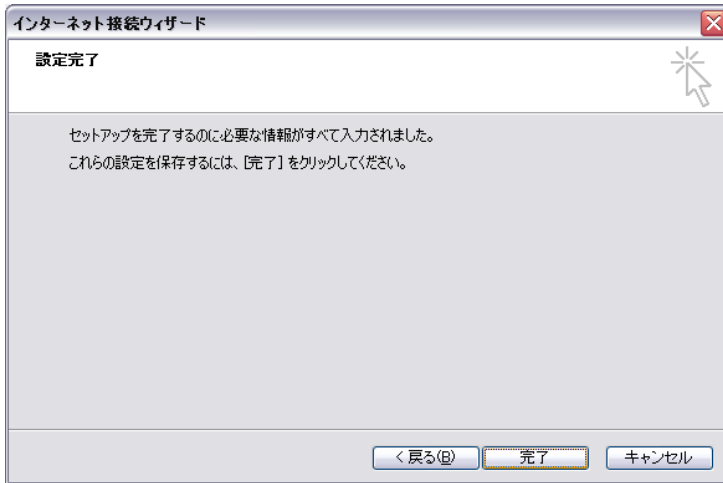 インターネット接続ウィザード
設定完了
セットアップを完了するのに必要な情報がすべて入力されました。
これらの設定を保存するには、[完了] をクリックしてください。
< 戻る(B)
完了
キャンセル